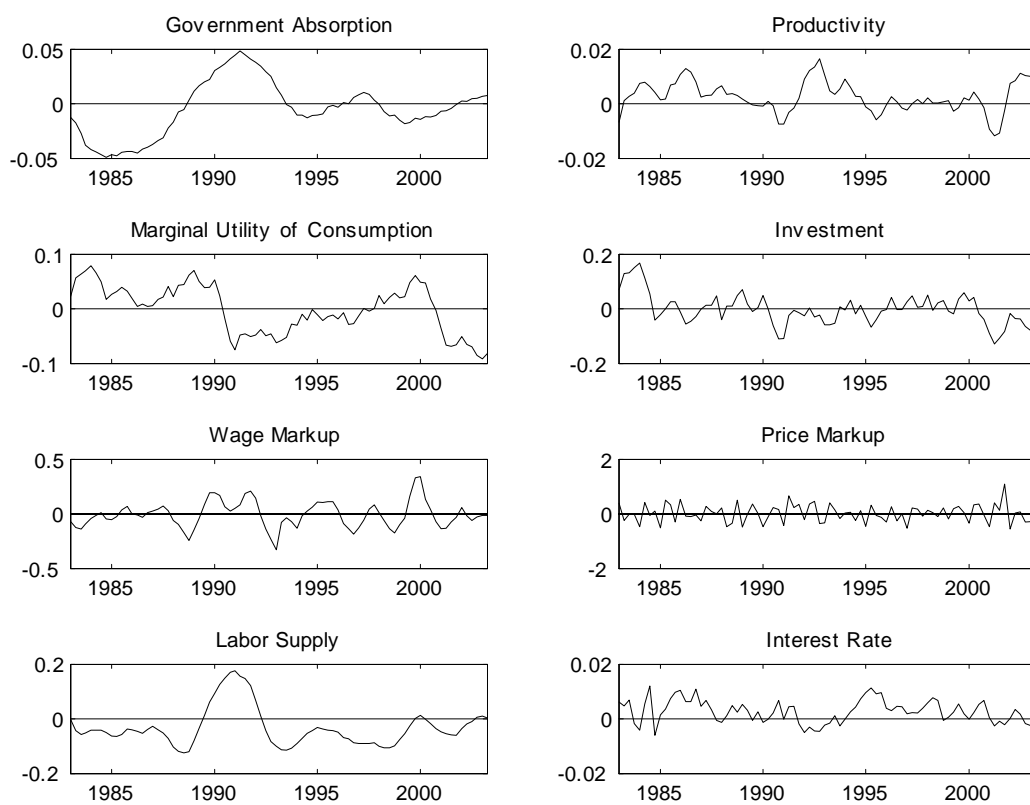 Government Absorption
0.05
0
-0.05
1985 1990 1995 2000
Productivity
0.02
0
-0.02
1985 1990 1995 2000
Marginal Utility of Consumption
0.1
0
-0.1
1985 1990 1995 2000
Investment
0.2
0
-0.2
1985 1990 1995 2000
Wage Markup
0.5
0
-0.5
1985 1990 1995 2000
Price Markup
2
0
-2
1985 1990 1995 2000
Labor Supply
0.2
0
-0.2
1985 1990 1995 2000
Interest Rate
0.02
0
-0.02
1985 1990 1995 2000